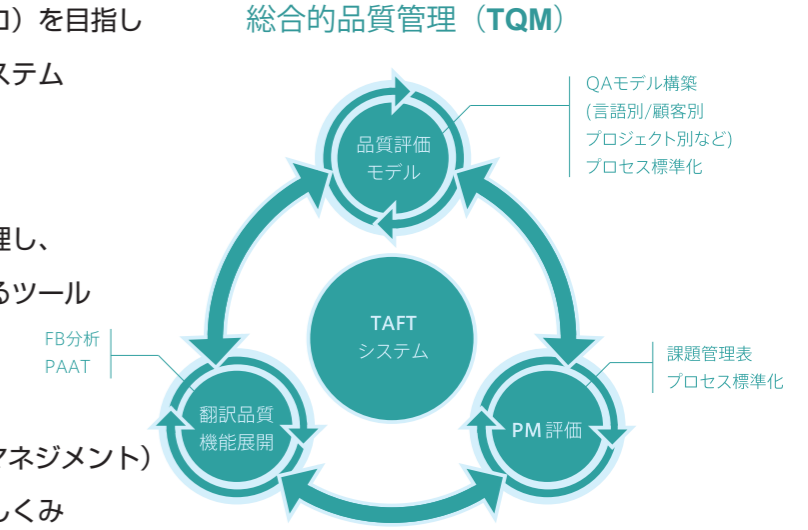 ロ）を目指し
ステム
理し、
るツール
マネジメント）
しくみ
総合的品質管理（TQM）
QAモデル構築
(言語別/顧客別
プロジェクト別など)
プロセス標準化
品質評価
モデル
TAFT
システム
FB分析
PAAT
翻訳品質
機能展開
PM評価
課題管理表
プロセス標準化